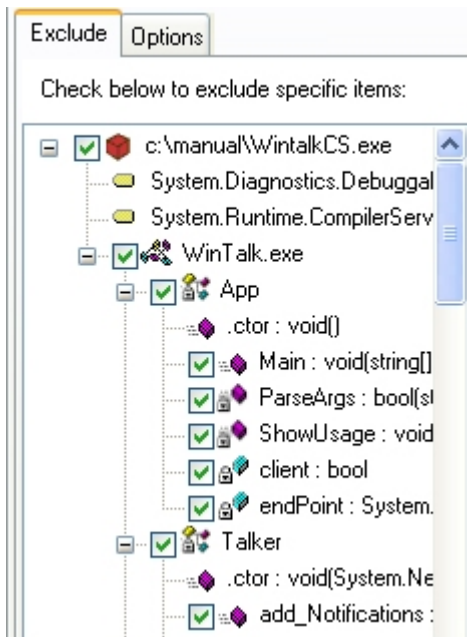 Exclude
Options
Check below to exclude specific items:
c:\manual\WintalkCS.exe
System.Diagnostics.Debuggal
System.Runtime.CompilerServ
WinTalk.exe
App
.ctor : void()
Main : void(string[]
ParseArgs : bool(st
ShowUsage : void
client : bool
endPoint : System.
Talker
.ctor : void(System.Ne
add_Notifications :